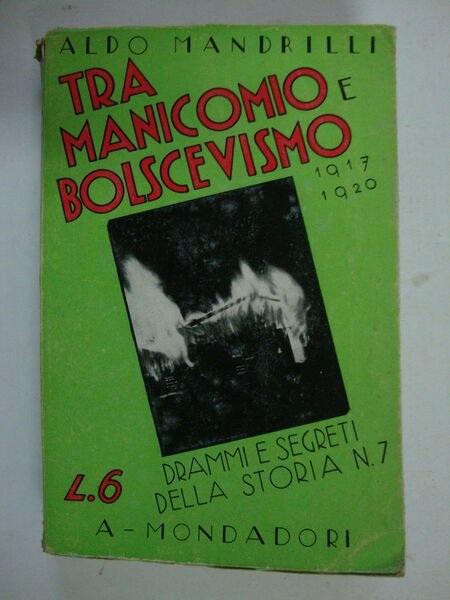 ALDO MANDRILLI
TRA
MANICOMIO E
BOLSCEVISMO
1917
1920
DRAMMI E SEGRETI
DELLA STORIA N.7
L.6
A-MONDADORI